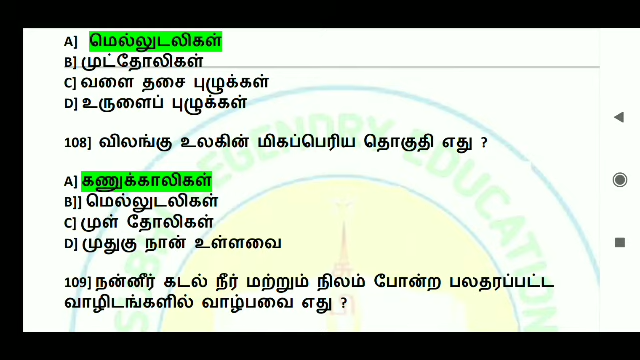 A] மெல்லுடலிகள்
B] முட்தோலிகள்
C] வளை தசை புழுக்கள்
D] உருளைப் புழுக்கள்
108] விலங்கு உலகின் மிகப்பெரிய தொகுதி எது ?
A] கணுக்காலிகள்
B]] மெல்லுடலிகள்
C] முள் தோலிகள்
D] முதுகு நான் உள்ளவை
109] நன்னீர் கடல் நீர் மற்றும் நிலம் போன்ற பலதரப்பட்ட
வாழிடங்களில் வாழ்பவை எது ?